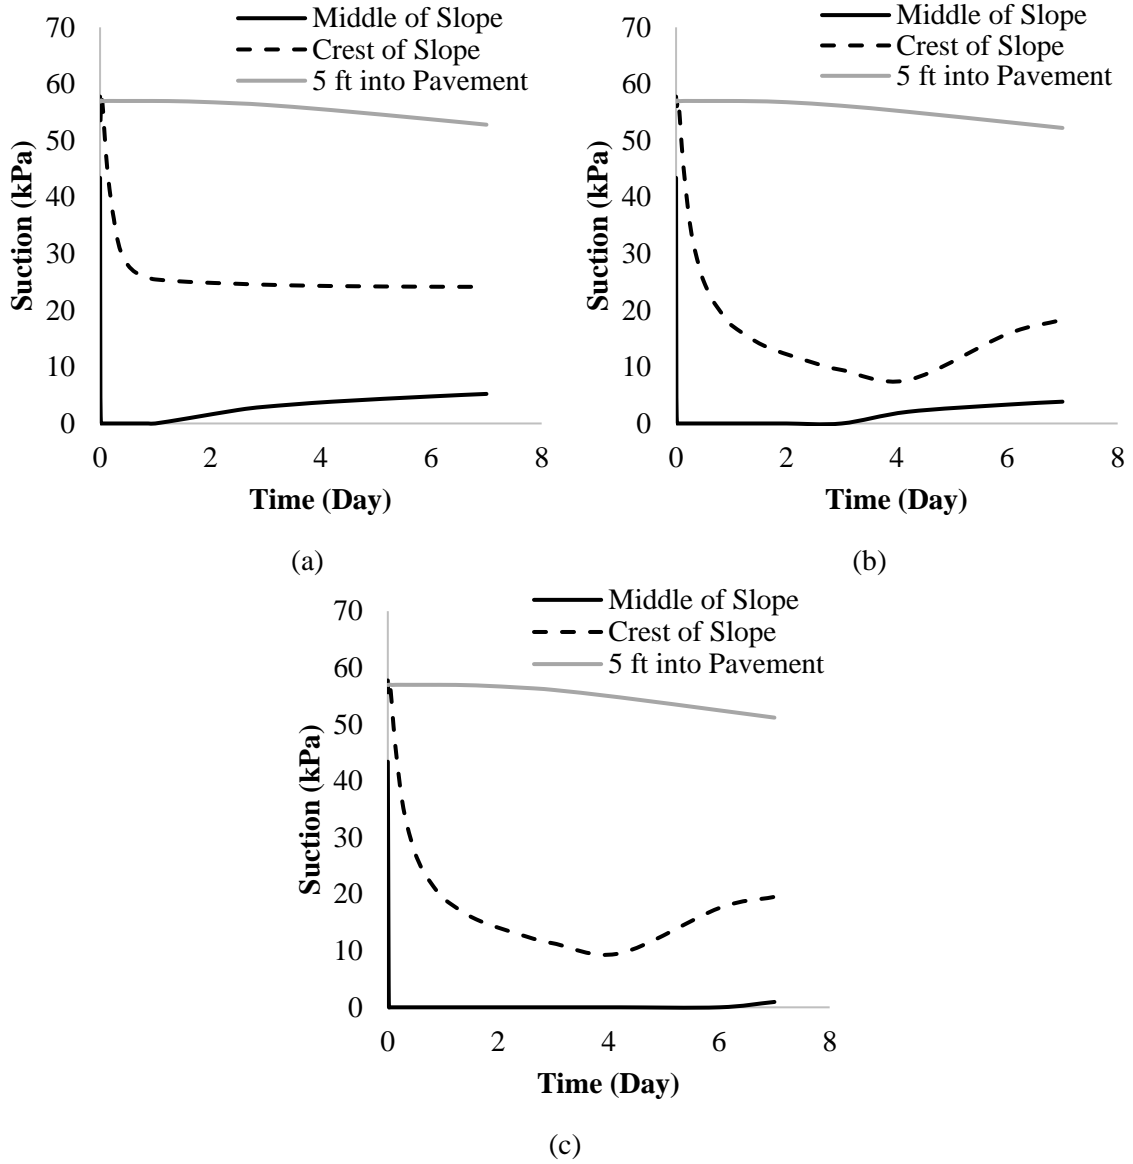 Middle of Slope
Crest of Slope
5 ft into Pavement
70
60
50
40
30
20
10
0
Suction (kPa)
0 2 4 6 8
Time (Day)
(a)
Middle of Slope
Crest of Slope
5 ft into Pavement
70
60
50
40
30
20
10
0
Suction (kPa)
0 2 4 6 8
Time (Day)
(b)
Middle of Slope
Crest of Slope
5 ft into Pavement
70
60
50
40
30
20
10
0
Suction (kPa)
0 2 4 6 8
Time (Day)
(c)